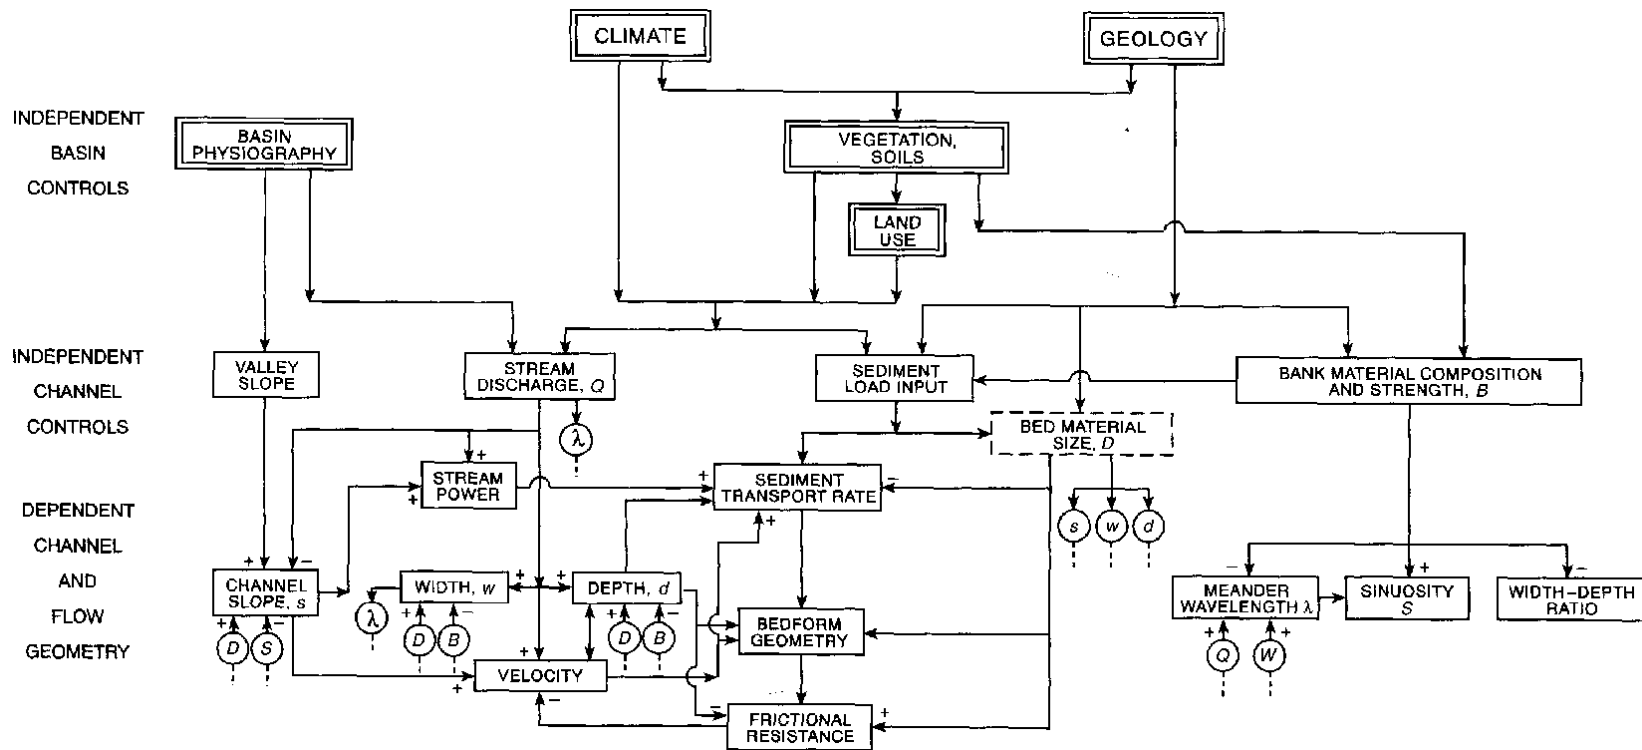 CLIMATE
GEOLOGY
INDEPENDENT
BASIN
CONTROLS
BASIN
PHYSIOGRAPHY
VEGETATION,
SOILS
LAND
USE
INDEPENDENT
CHANNEL
CONTROLS
VALLEY
SLOPE
STREAM
DISCHARGE, Q
SEDIMENT
LOAD INPUT
BANK MATERIAL COMPOSITION
AND STRENGTH, B
λ
BED MATERIAL
SIZE, D
DEPENDENT
CHANNEL
AND
FLOW
GEOMETRY
+
STREAM
POWER
+
+
SEDIMENT
TRANSPORT RATE
−
+
+
s
w
d
+
−
CHANNEL
SLOPE, s
+
−
D
S
λ
WIDTH, w
+
+
−
D
B
+
DEPTH, d
+
−
D
B
BEDFORM
GEOMETRY
+
VELOCITY
+
−
−
FRICTIONAL
RESISTANCE
+
−
MEANDER
WAVELENGTH λ
+
+
Q
W
+
SINUOSITY
S
−
WIDTH–DEPTH
RATIO